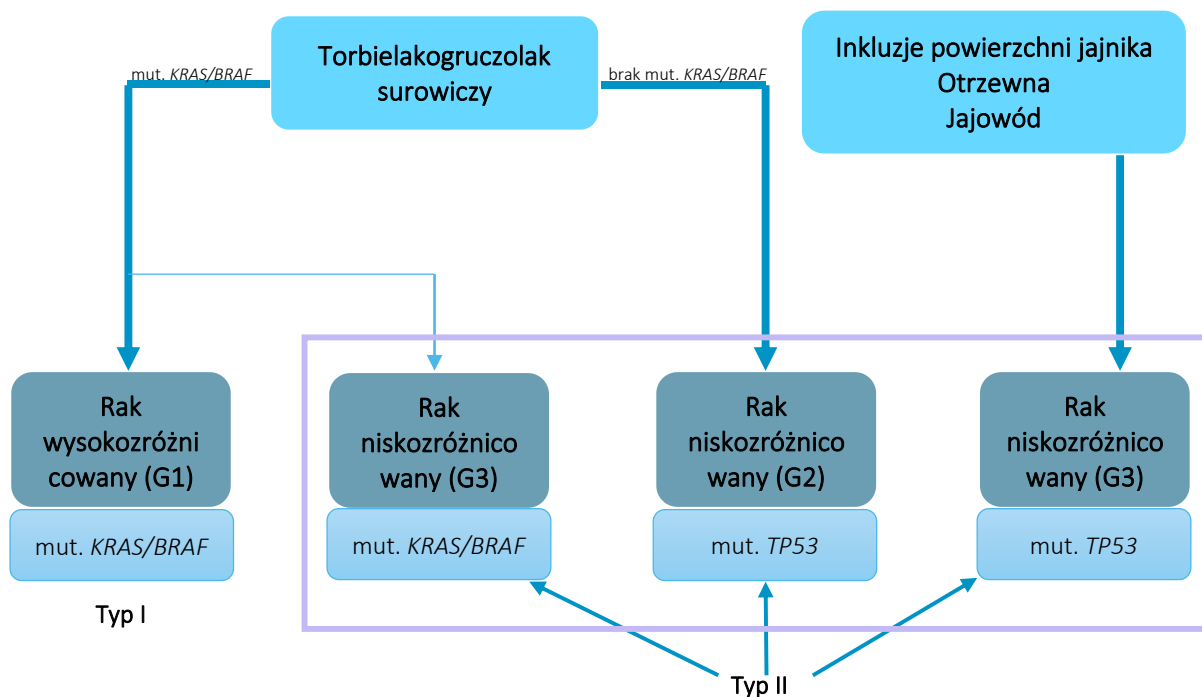 Torbielakogruczolak
surowiczy
Inkluzje powierzchni jajnika
Otrzewna
Jajowód
mut. KRAS/BRAF
brak mut. KRAS/BRAF
Rak
wysokozróżni
cowany (G1)
mut. KRAS/BRAF
Typ I
Rak
niskozróżnico
wany (G3)
mut. KRAS/BRAF
Rak
niskozróżnico
wany (G2)
mut. TP53
Rak
niskozróżnico
wany (G3)
mut. TP53
Typ II